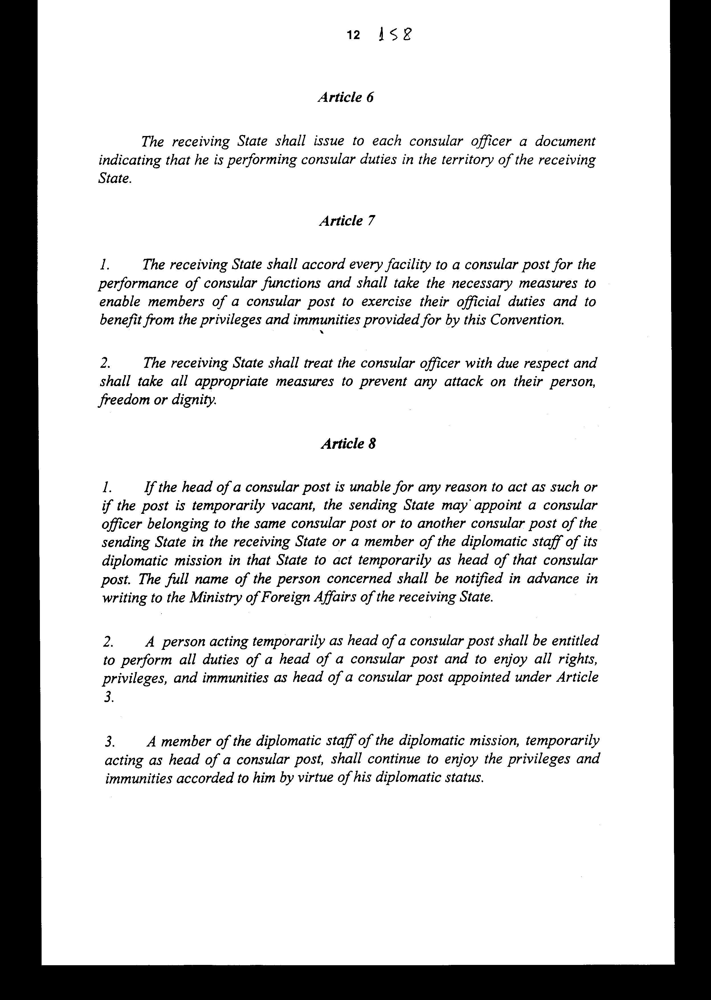 12 158
Article 6
The receiving State shall issue to each consular officer a document
indicating that he is performing consular duties in the territory of the receiving
State.
Article 7
1. The receiving State shall accord every facility to a consular post for the
performance of consular functions and shall take the necessary measures to
enable members of a consular post to exercise their official duties and to
benefit from the privileges and immunities provided for by this Convention.
2. The receiving State shall treat the consular officer with due respect and
shall take all appropriate measures to prevent any attack on their person,
freedom or dignity.
Article 8
1. If the head of a consular post is unable for any reason to act as such or
if the post is temporarily vacant, the sending State may appoint a consular
officer belonging to the same consular post or to another consular post of the
sending State in the receiving State or a member of the diplomatic staff of its
diplomatic mission in that State to act temporarily as head of that consular
post. The full name of the person concerned shall be notified in advance in
writing to the Ministry of Foreign Affairs of the receiving State.
2. A person acting temporarily as head of a consular post shall be entitled
to perform all duties of a head of a consular post and to enjoy all rights,
privileges, and immunities as head of a consular post appointed under Article
3.
3. A member of the diplomatic staff of the diplomatic mission, temporarily
acting as head of a consular post, shall continue to enjoy the privileges and
immunities accorded to him by virtue of his diplomatic status.